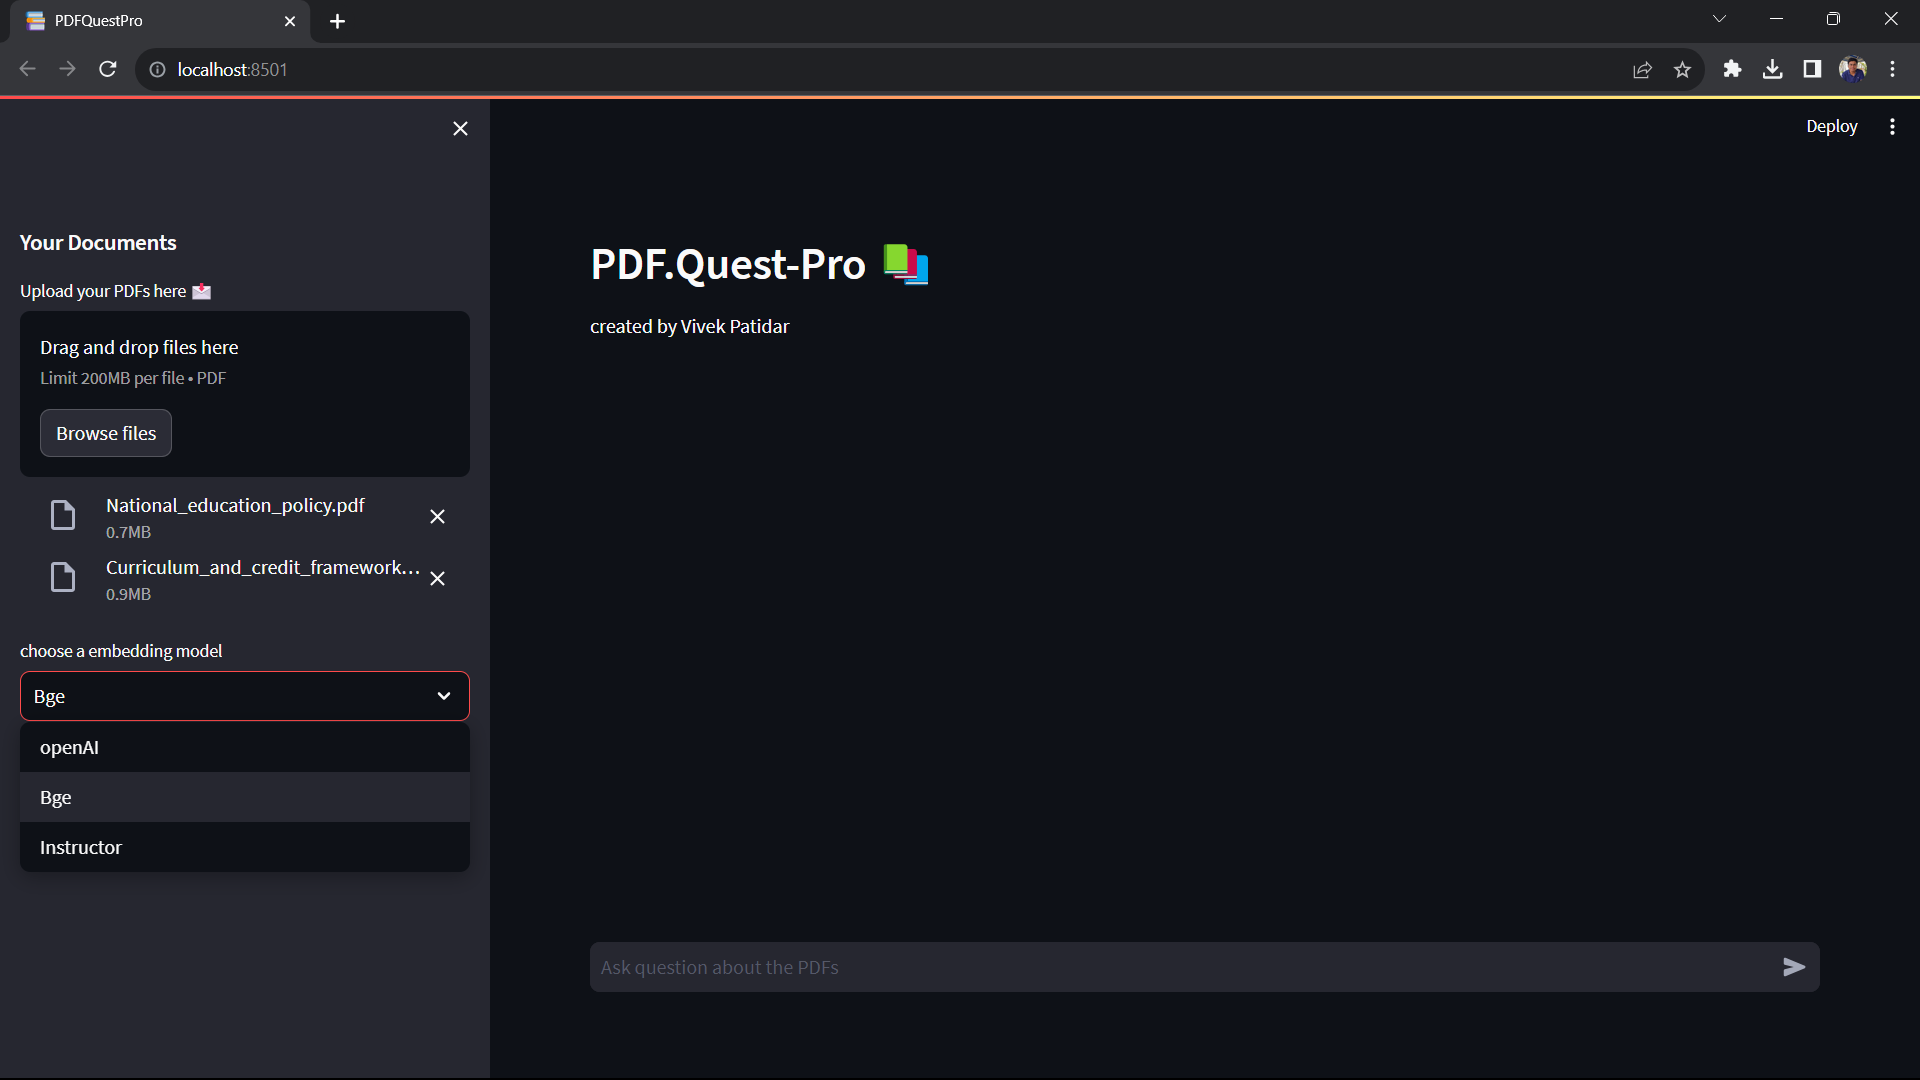 PDFQuestPro
localhost:8501
Deploy
Your Documents
Upload your PDFs here
Drag and drop files here
Limit 200MB per file • PDF
Browse files
National_education_policy.pdf
0.7MB
Curriculum_and_credit_framework...
0.9MB
choose a embedding model
Bge
openAI
Bge
Instructor
PDF.Quest-Pro
created by Vivek Patidar
Ask question about the PDFs